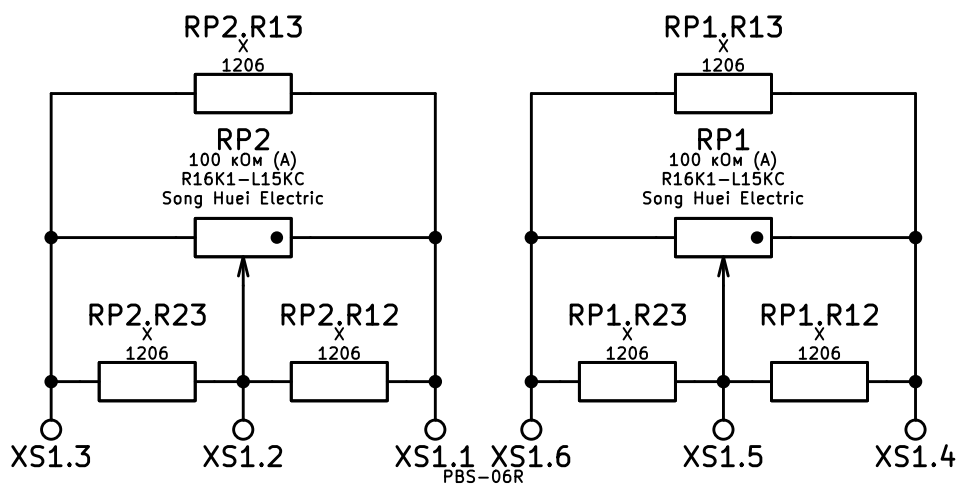 RP2.R13
X
1206
RP1.R13
X
1206
RP2
100 кОм (A)
R16K1-L15KC
Song Huei Electric
RP1
100 кОм (A)
R16K1-L15KC
Song Huei Electric
RP2.R23
X
1206
RP2.R12
X
1206
RP1.R23
X
1206
RP1.R12
X
1206
XS1.3
XS1.2
XS1.1
XS1.6
XS1.5
XS1.4
PBS-06R